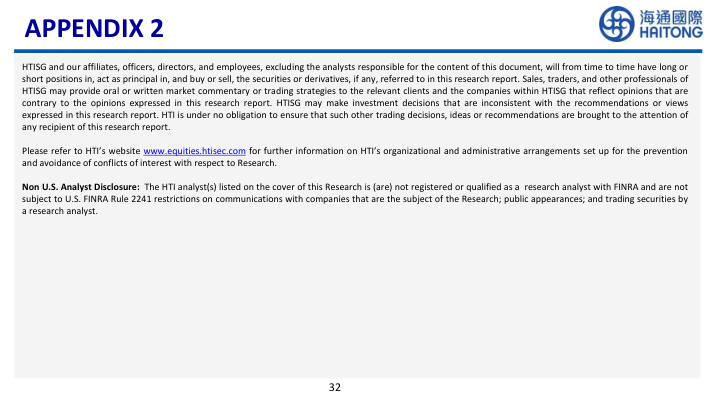 APPENDIX 2
海通國際
HAITONG
HTISG and our affiliates, officers, directors, and employees, excluding the analysts responsible for the content of this document, will from time to time have long or
short positions in, act as principal in, and buy or sell, the securities or derivatives, if any, referred to in this research report. Sales, traders, and other professionals of
HTISG may provide oral or written market commentary or trading strategies to the relevant clients and the companies within HTISG that reflect opinions that are
contrary to the opinions expressed in this research report. HTISG may make investment decisions that are inconsistent with the recommendations or views
expressed in this research report. HTI is under no obligation to ensure that such other trading decisions, ideas or recommendations are brought to the attention of
any recipient of this research report.
Please refer to HTI’s website www.equities.htisec.com for further information on HTI’s organizational and administrative arrangements set up for the prevention
and avoidance of conflicts of interest with respect to Research.
Non U.S. Analyst Disclosure: The HTI analyst(s) listed on the cover of this Research is (are) not registered or qualified as a research analyst with FINRA and are not
subject to U.S. FINRA Rule 2241 restrictions on communications with companies that are the subject of the Research; public appearances; and trading securities by
a research analyst.
32